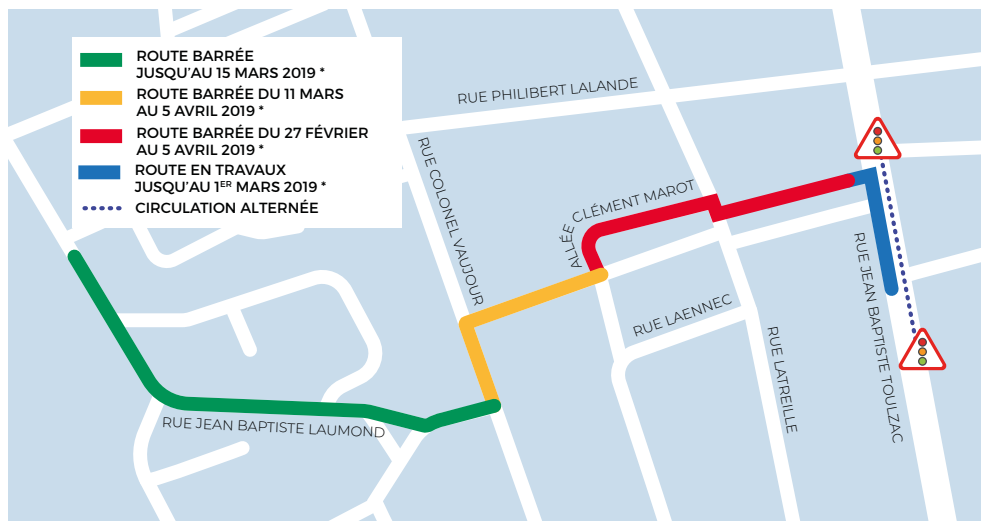 ROUTE BARRÉE
JUSQU'AU 15 MARS 2019 *
ROUTE BARRÉE DU 11 MARS
AU 5 AVRIL 2019 *
ROUTE BARRÉE DU 27 FÉVRIER
AU 5 AVRIL 2019 *
ROUTE EN TRAVAUX
JUSQU'AU 1ER MARS 2019 *
CIRCULATION ALTERNÉE
RUE PHILIBERT LALANDE
RUE COLONEL VAUJOUR
ALLÉE CLÉMENT MAROT
RUE LAENNEC
RUE LATREILLE
RUE JEAN BAPTISTE TOULZAC
RUE JEAN BAPTISTE LAUMOND